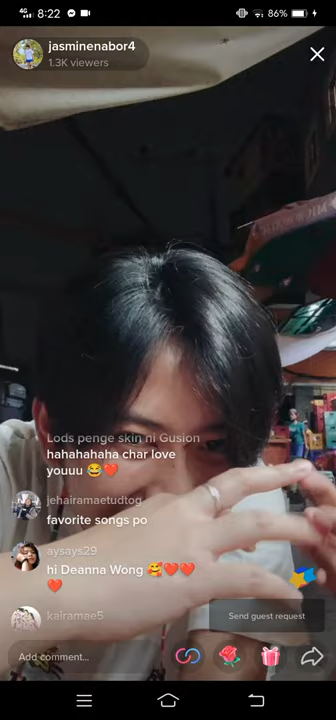 4G 8:22 86%
jasminenabor4
1.3K viewers
Lods penge skin ni Gusion
hahahahaha char love
youuu 😂❤️
jehairamaetudtog
favorite songs po
aysays29
hi Deanna Wong 🥰❤️❤️
❤️
kairamae5
Send guest request
Add comment...